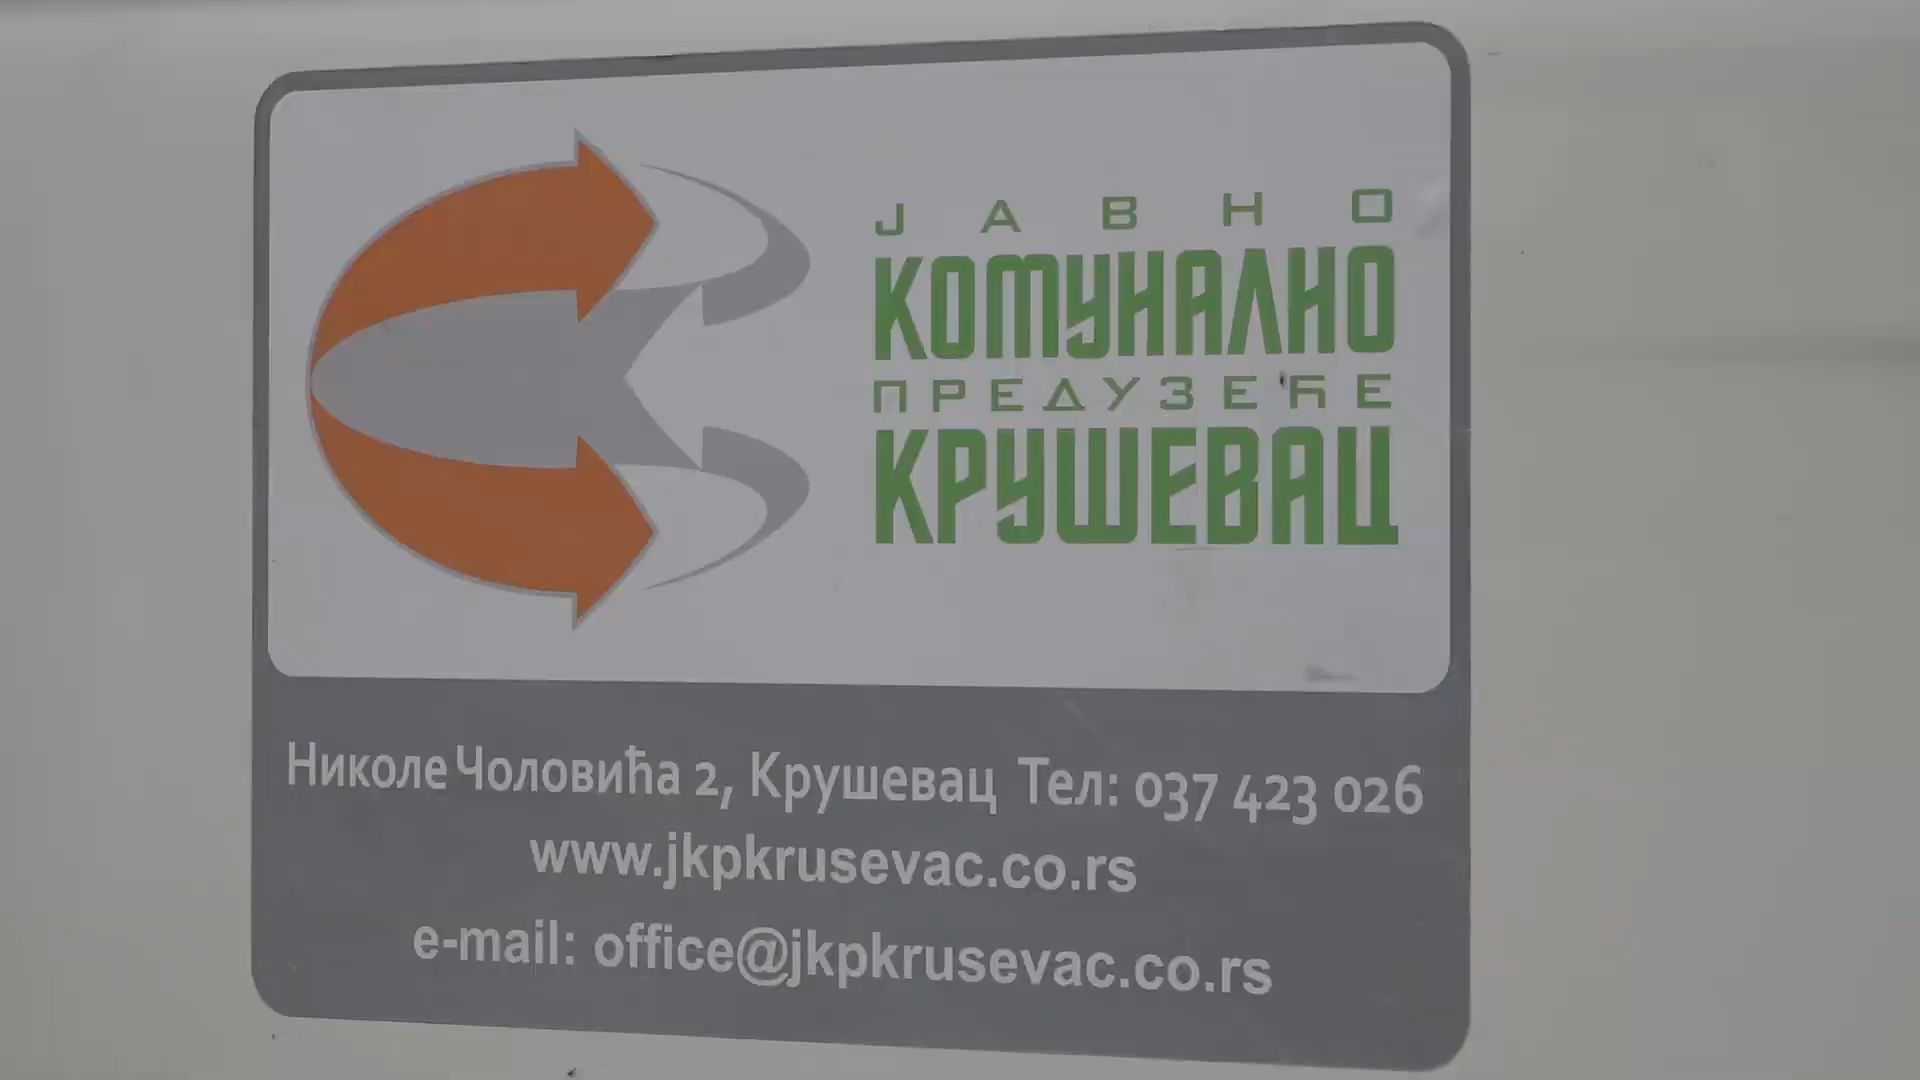 ЈАВНО
КОМУНАЛНО
ПРЕДУЗЕЋЕ
КРУШЕВАЦ
Николе Чоловића 2, Крушевац Тел: 037 423 026
www.jkpkrusevac.co.rs
e-mail: office@jkpkrusevac.co.rs